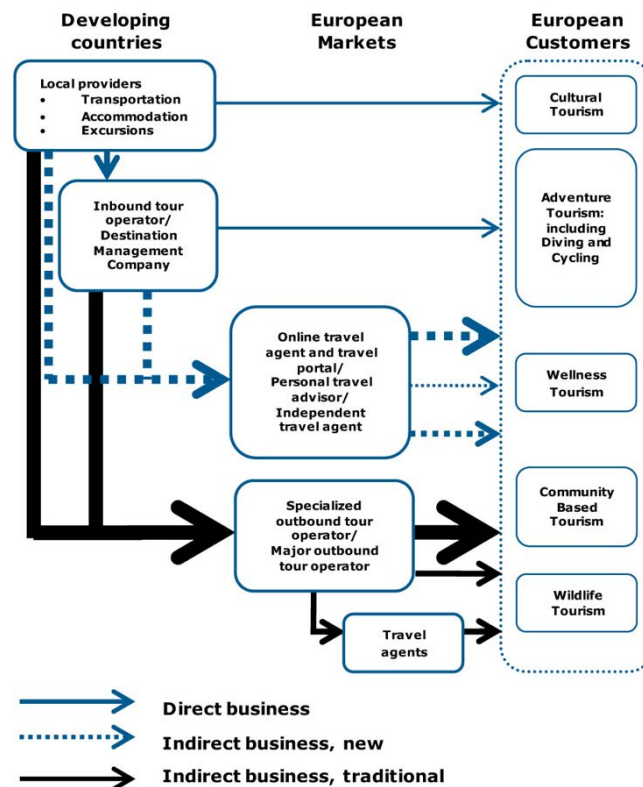 Developing
countries
European
Markets
European
Customers
Local providers
• Transportation
• Accommodation
• Excursions
Cultural
Tourism
Inbound tour
operator/
Destination
Management
Company
Adventure
Tourism:
including
Diving and
Cycling
Online travel
agent and travel
portal/
Personal travel
advisor/
Independent
travel agent
Wellness
Tourism
Specialized
outbound tour
operator/
Major outbound
tour operator
Community
Based
Tourism
Wildlife
Tourism
Travel
agents
Direct business
Indirect business, new
Indirect business, traditional